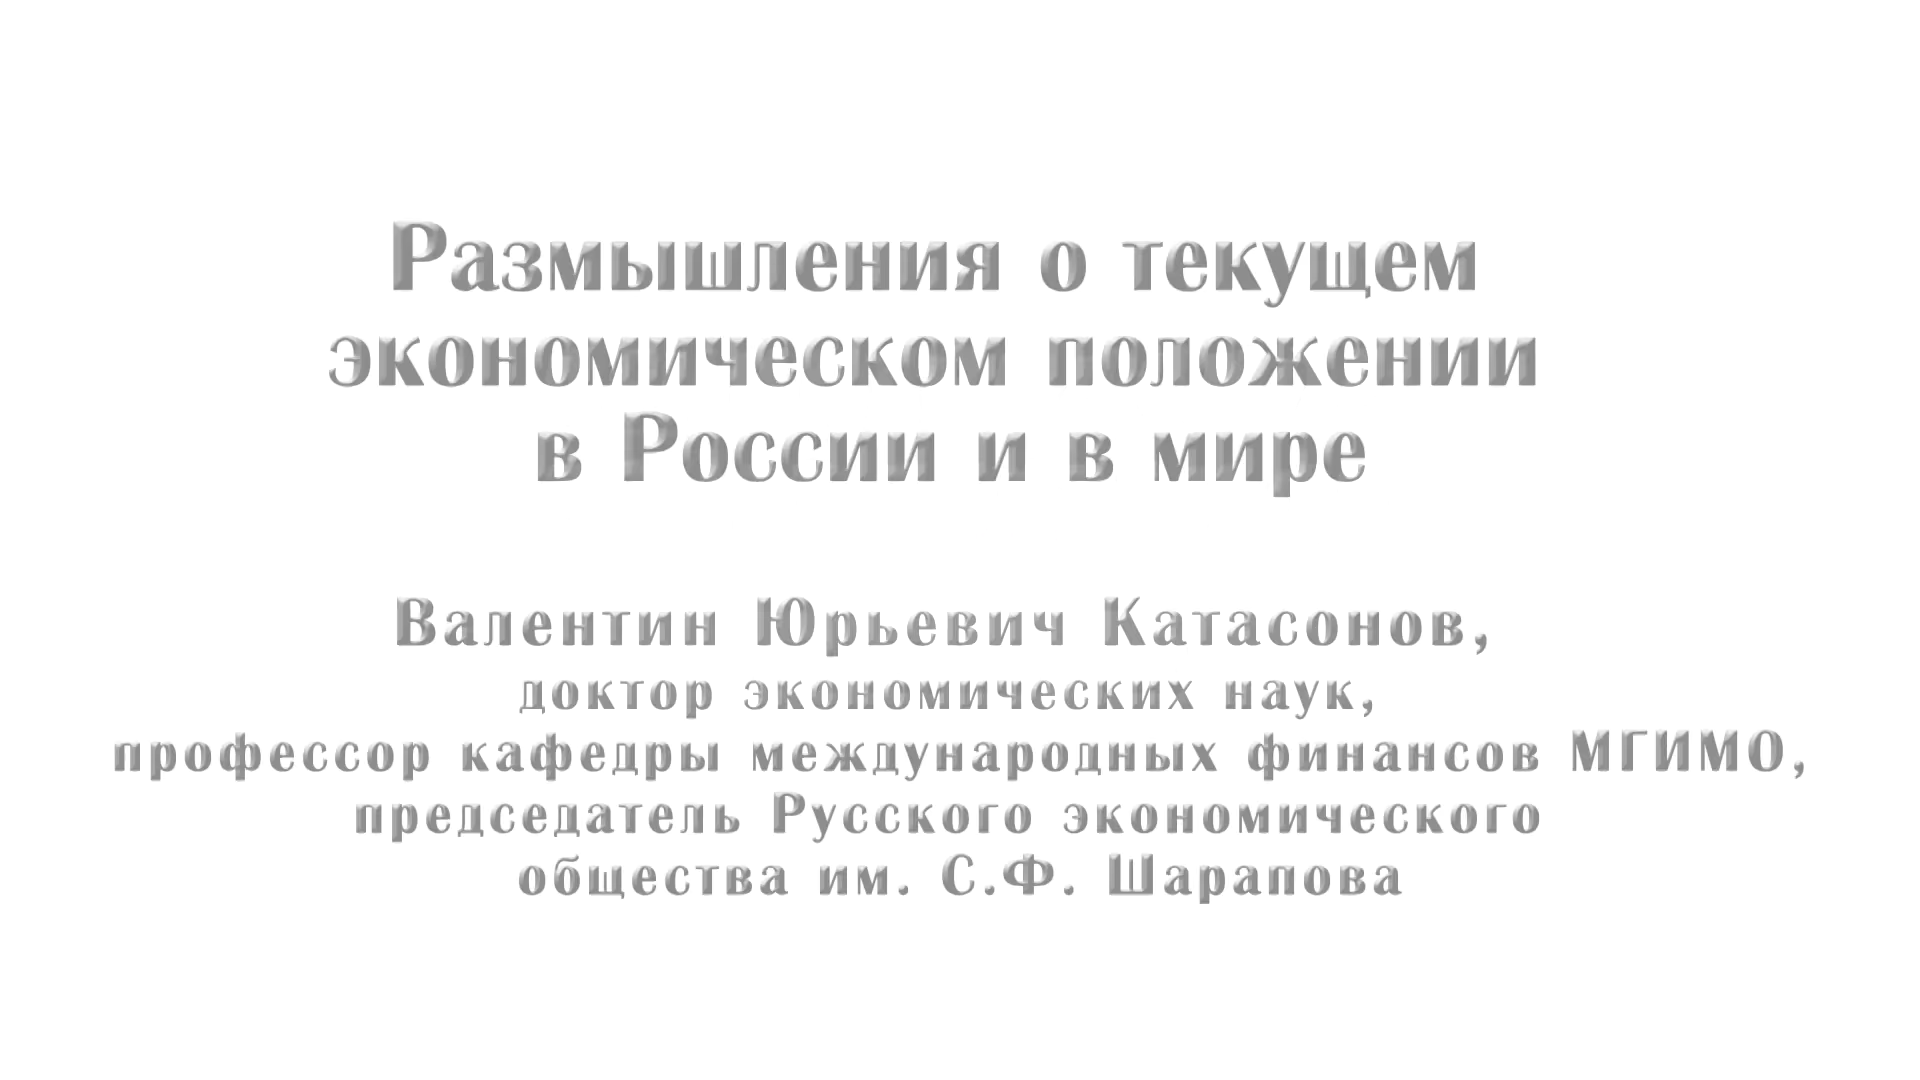 Размышления о текущем
экономическом положении
в России и в мире
Валентин Юрьевич Катасонов,
доктор экономических наук,
профессор кафедры международных финансов МГИМО,
председатель Русского экономического
общества им. С.Ф. Шарапова